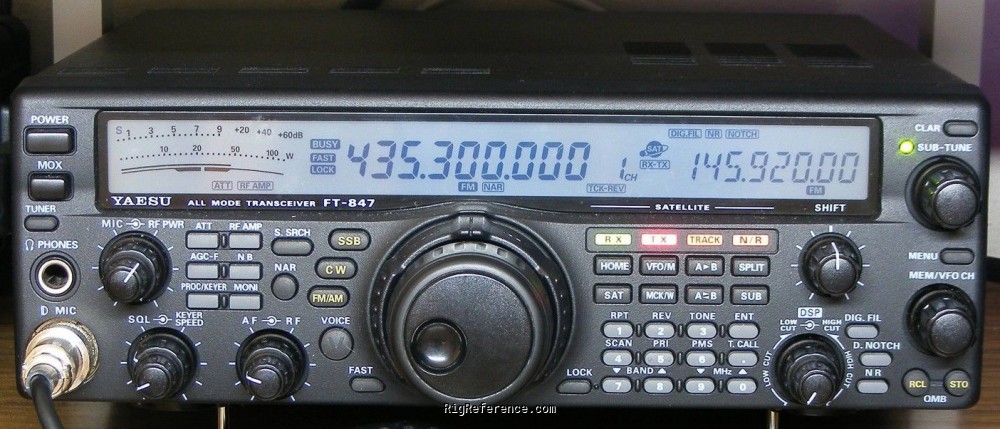 POWER
MOX
TUNER
PHONES
MIC
S 1 3 5 7 9 +20 +40 +60dB
10 20 50 100 W
ATT RF AMP
BUSY
FAST
LOCK
435.300.000
FM NAR
1 CH
TCK-REV
DIG.FIL NR NOTCH
SAT
RX-TX
145.920.00
FM
YAESU ALL MODE TRANSCEIVER FT-847
SATELLITE
SHIFT
CLAR
SUB-TUNE
MENU
MEM/VFO CH
MIC RF PWR
ATT RF AMP
AGC-F NB
PROC/KEYER MONI
S.SRCH
NAR
SSB
CW
FM/AM
SQL KEYER SPEED
AF RF
VOICE
FAST
LOCK
RX TX TRACK N/R
HOME VFO/M A▶B SPLIT
SAT MCK/W A=B SUB
RPT REV TONE ENT
1 2 3
SCAN PRI PMS T.CALL
4 5 6 .
▼ BAND ▲ ▼ MHz ▲
7 8 9 0
DSP
LOW CUT HIGH CUT
LOW CUT HIGH CUT
DIG. FIL
D. NOTCH
NR
RCL STO
QMB
RigReference.com